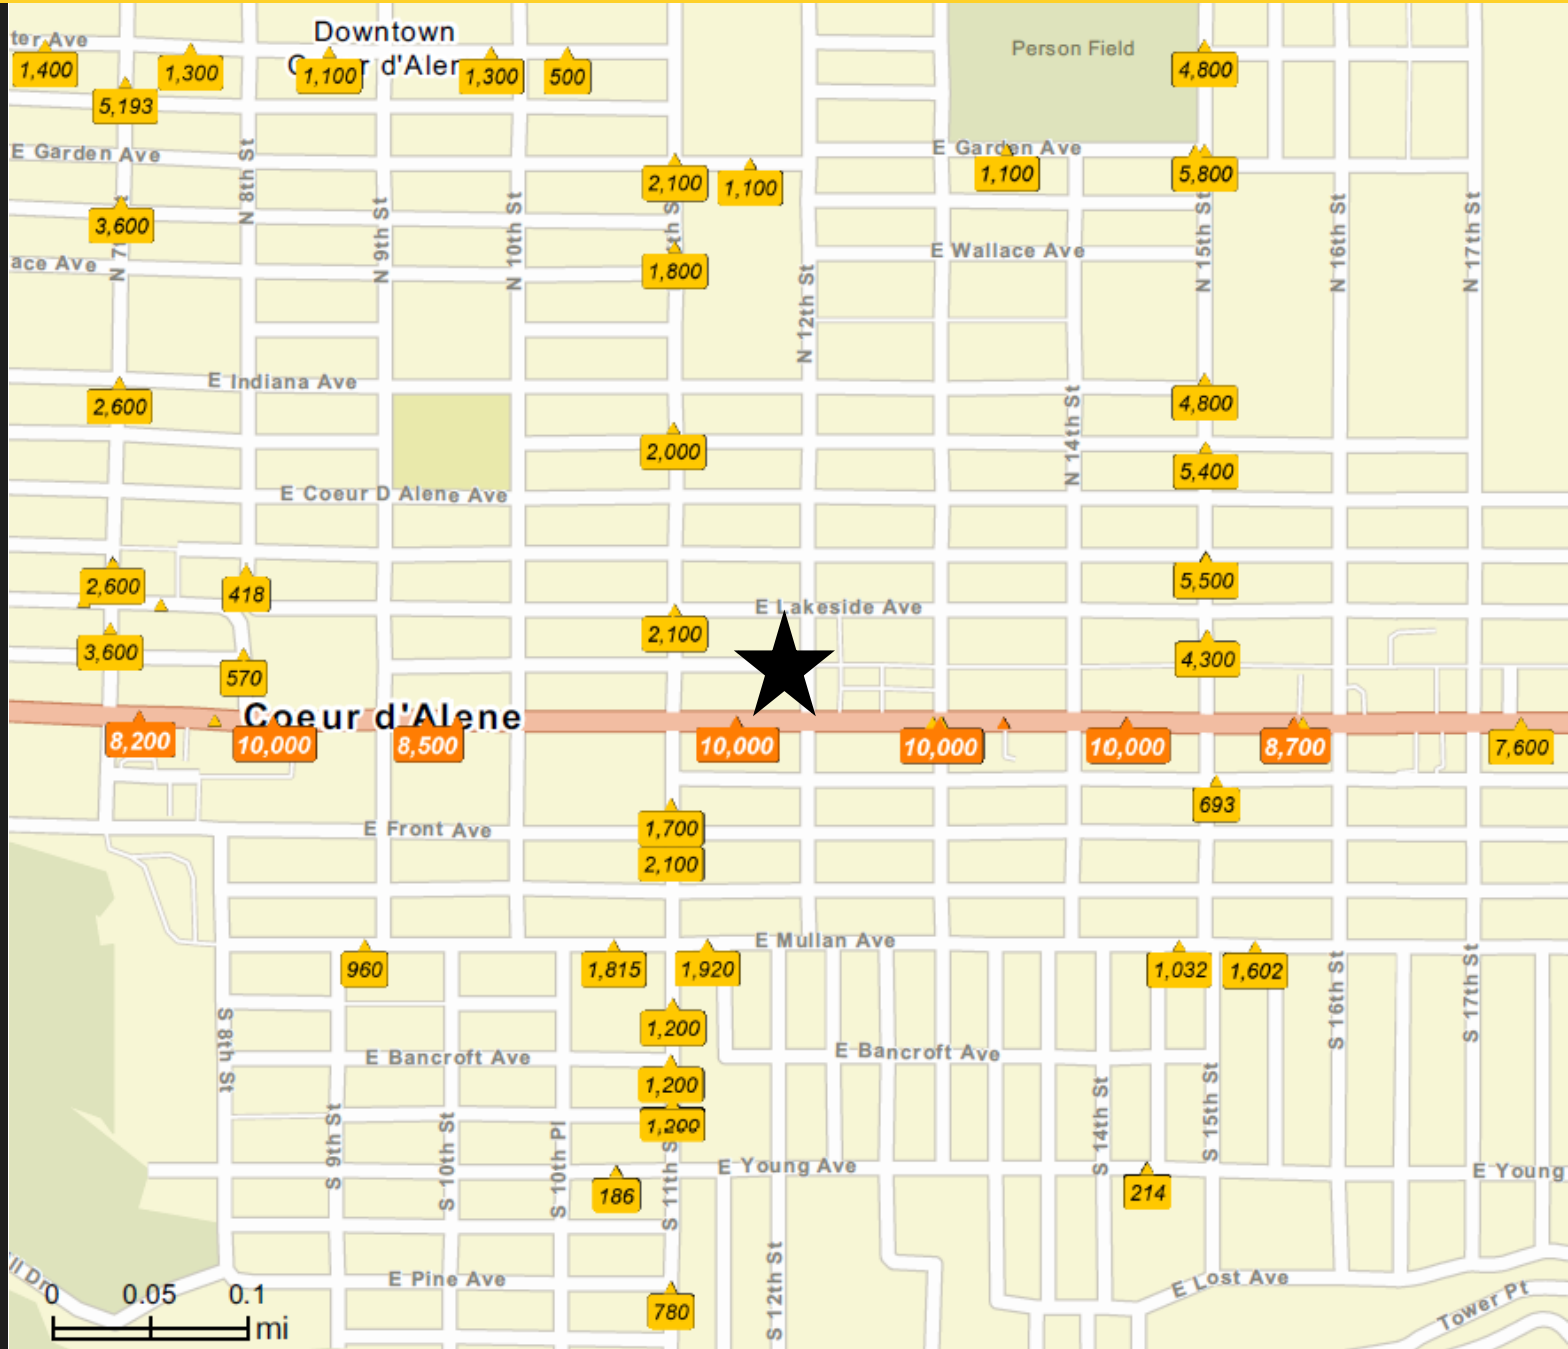 Downtown
ter Ave
Person Field
1,400
1,300
1,100
d'Alen
1,300
500
4,800
5,193
E Garden Ave
E Garden Ave
N 8th St
2,100
1,100
1,100
5,800
3,600
N 9th St
N 10th St
N 15th St
N 16th St
N 17th St
E Wallace Ave
ace Ave
1,800
N 12th St
E Indiana Ave
2,600
4,800
N 14th St
2,000
5,400
E Coeur D Alene Ave
2,600
418
5,500
E Lakeside Ave
2,100
3,600
4,300
570
Coeur d'Alene
8,200
10,000
8,500
10,000
10,000
10,000
8,700
7,600
693
E Front Ave
1,700
2,100
E Mullan Ave
960
1,815
1,920
1,032
1,602
S 16th St
S 17th St
1,200
S 8th St
E Bancroft Ave
E Bancroft Ave
1,200
1,200
S 14th St
S 15th St
S 9th St
S 10th St
S 10th Pl
S 11th S
E Young Ave
E Young
186
214
E Pine Ave
S 12th St
E Lost Ave
ll Dr
0 0.05 0.1
mi
780
Tower Pt